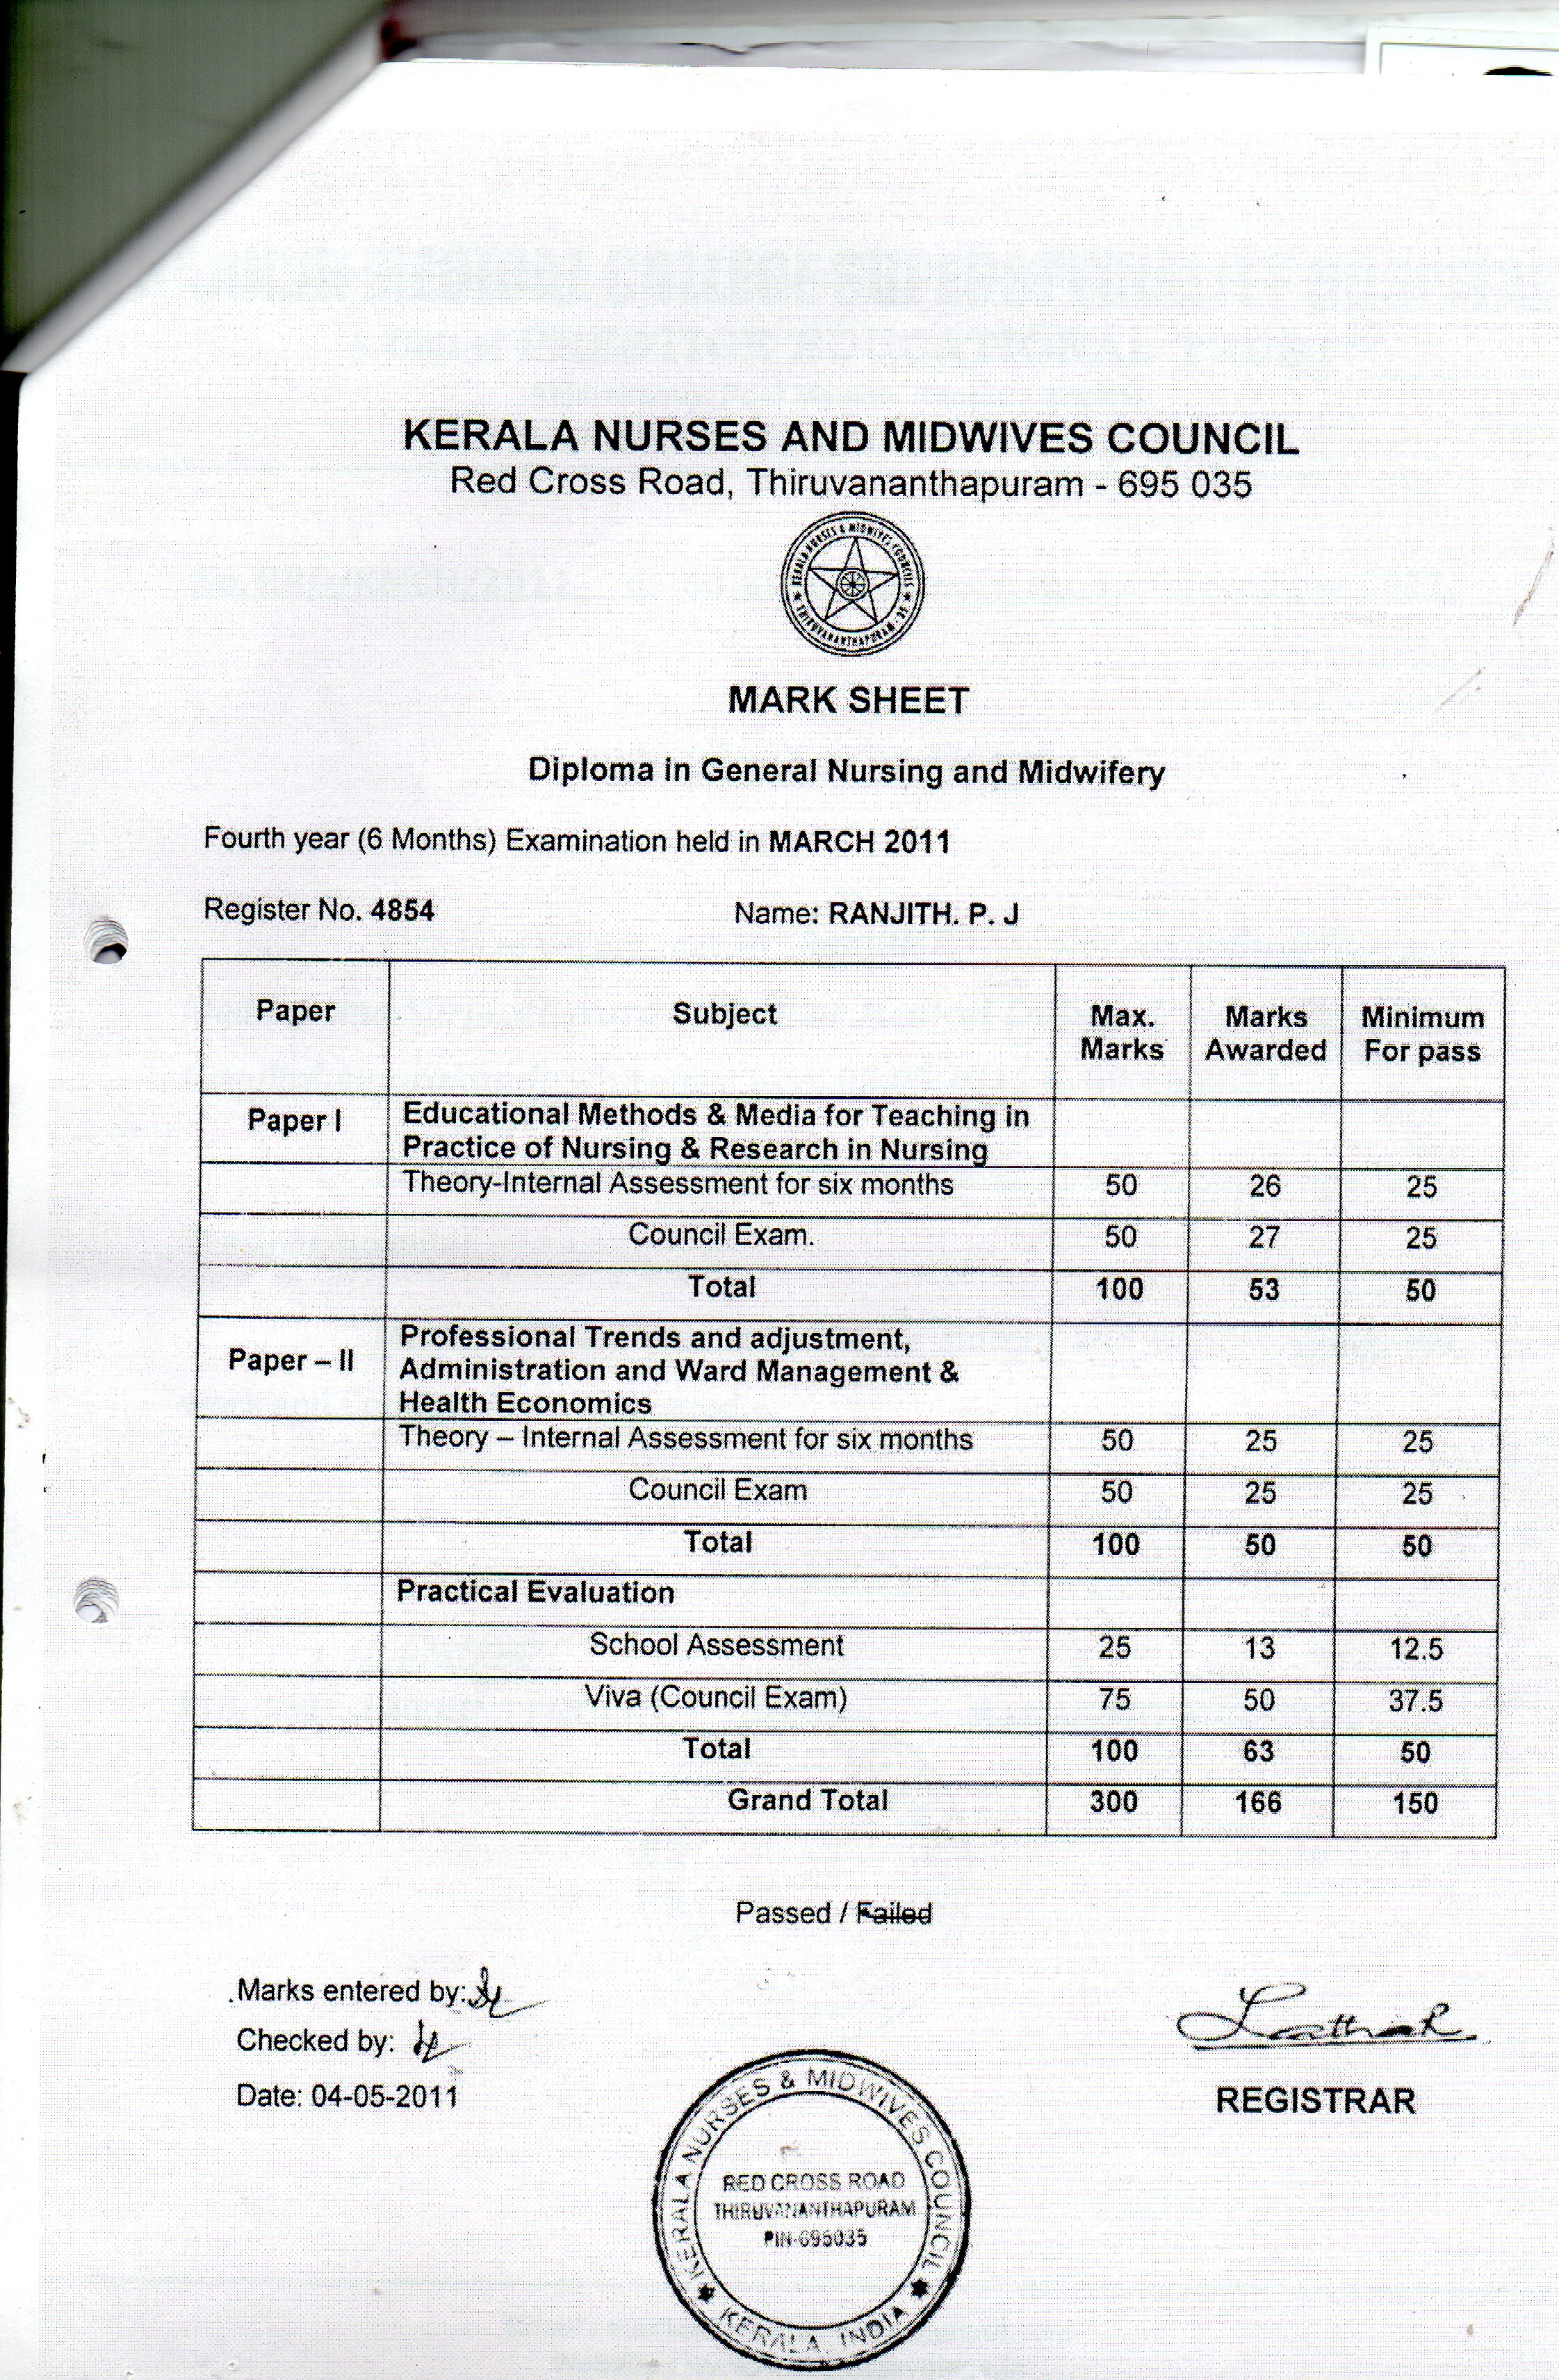 KERALA NURSES AND MIDWIVES COUNCIL
Red Cross Road, Thiruvananthapuram - 695 035
KERALA NURSES & MIDWIVES COUNCIL
THIRUVANANTHAPURAM-35
MARK SHEET
Diploma in General Nursing and Midwifery
Fourth year (6 Months) Examination held in MARCH 2011
Register No. 4854 Name: RANJITH. P. J
Paper Subject Max. Marks Marks Awarded Minimum For pass
Paper I Educational Methods & Media for Teaching in
Practice of Nursing & Research in Nursing
Theory-Internal Assessment for six months 50 26 25
Council Exam. 50 27 25
Total 100 53 50
Paper – II Professional Trends and adjustment,
Administration and Ward Management &
Health Economics
Theory – Internal Assessment for six months 50 25 25
Council Exam 50 25 25
Total 100 50 50
Practical Evaluation
School Assessment 25 13 12.5
Viva (Council Exam) 75 50 37.5
Total 100 63 50
Grand Total 300 166 150
Passed / Failed
Marks entered by:
Checked by:
Date: 04-05-2011
REGISTRAR
KERALA NURSES & MIDWIVES COUNCIL
RED CROSS ROAD
THIRUVANANTHAPURAM
PIN-695035
KERALA, INDIA